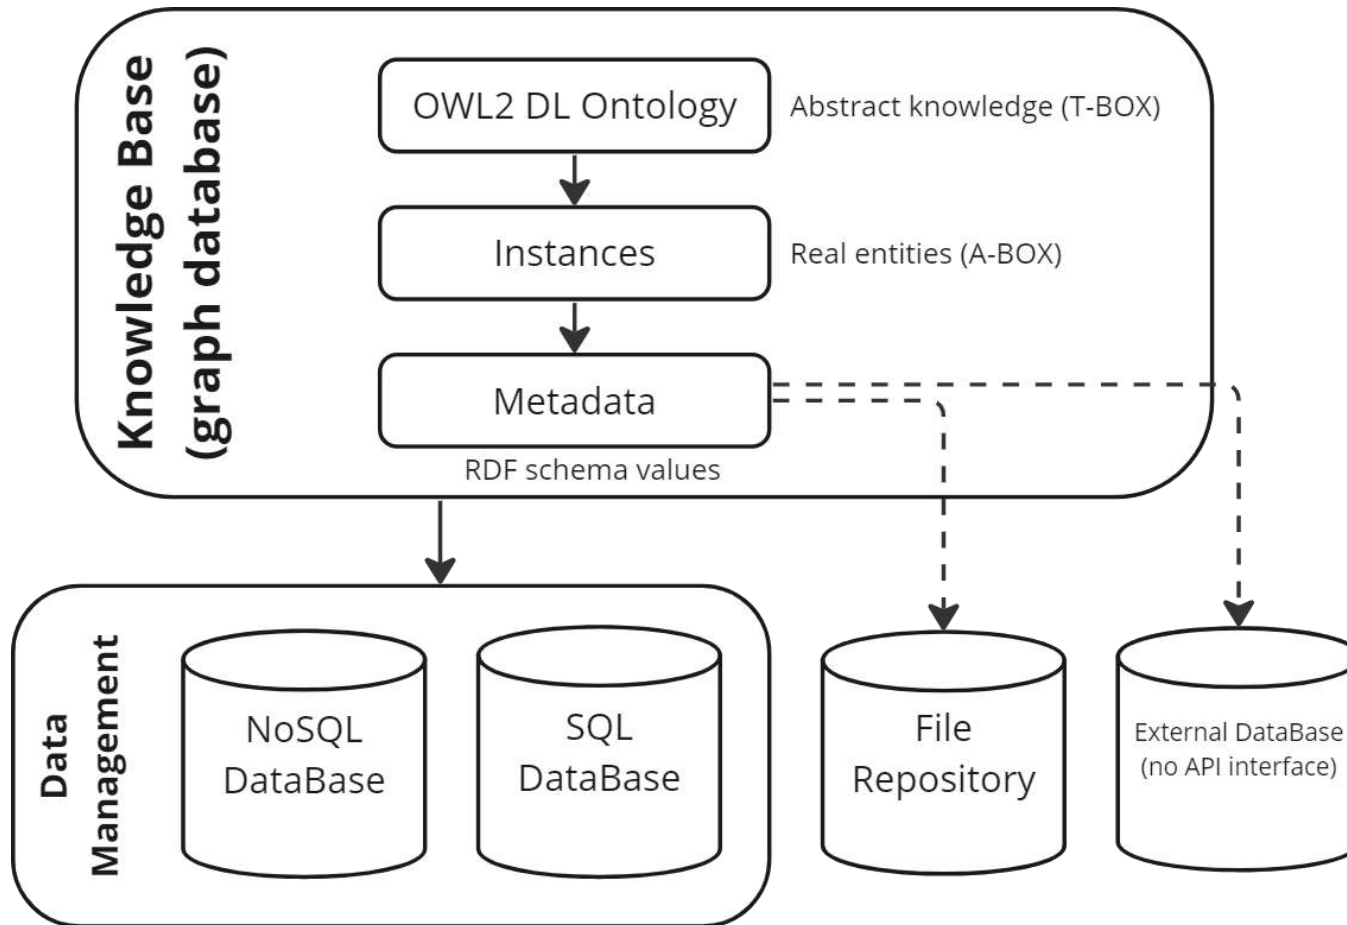 Knowledge Base
(graph database)
OWL2 DL Ontology
Abstract knowledge (T-BOX)
Instances
Real entities (A-BOX)
Metadata
RDF schema values
Data
Management
NoSQL
DataBase
SQL
DataBase
File
Repository
External DataBase
(no API interface)